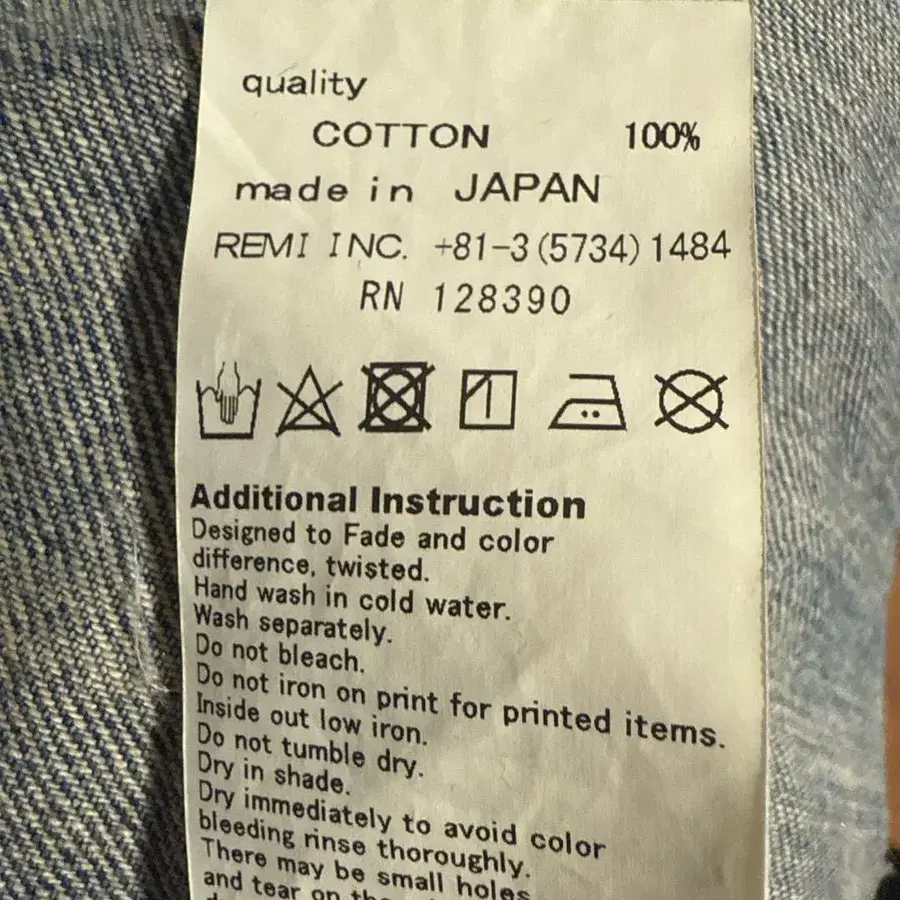 quality
COTTON 100%
made in JAPAN
REMI INC. +81-3(5734)1484
RN 128390
Additional Instruction
Designed to Fade and color
difference, twisted.
Hand wash in cold water.
Wash separately.
Do not bleach.
Do not iron on print for printed items.
Inside out low iron.
Do not tumble dry.
Dry in shade.
Dry immediately to avoid color
bleeding rinse thoroughly.
There may be small holes
and tear on